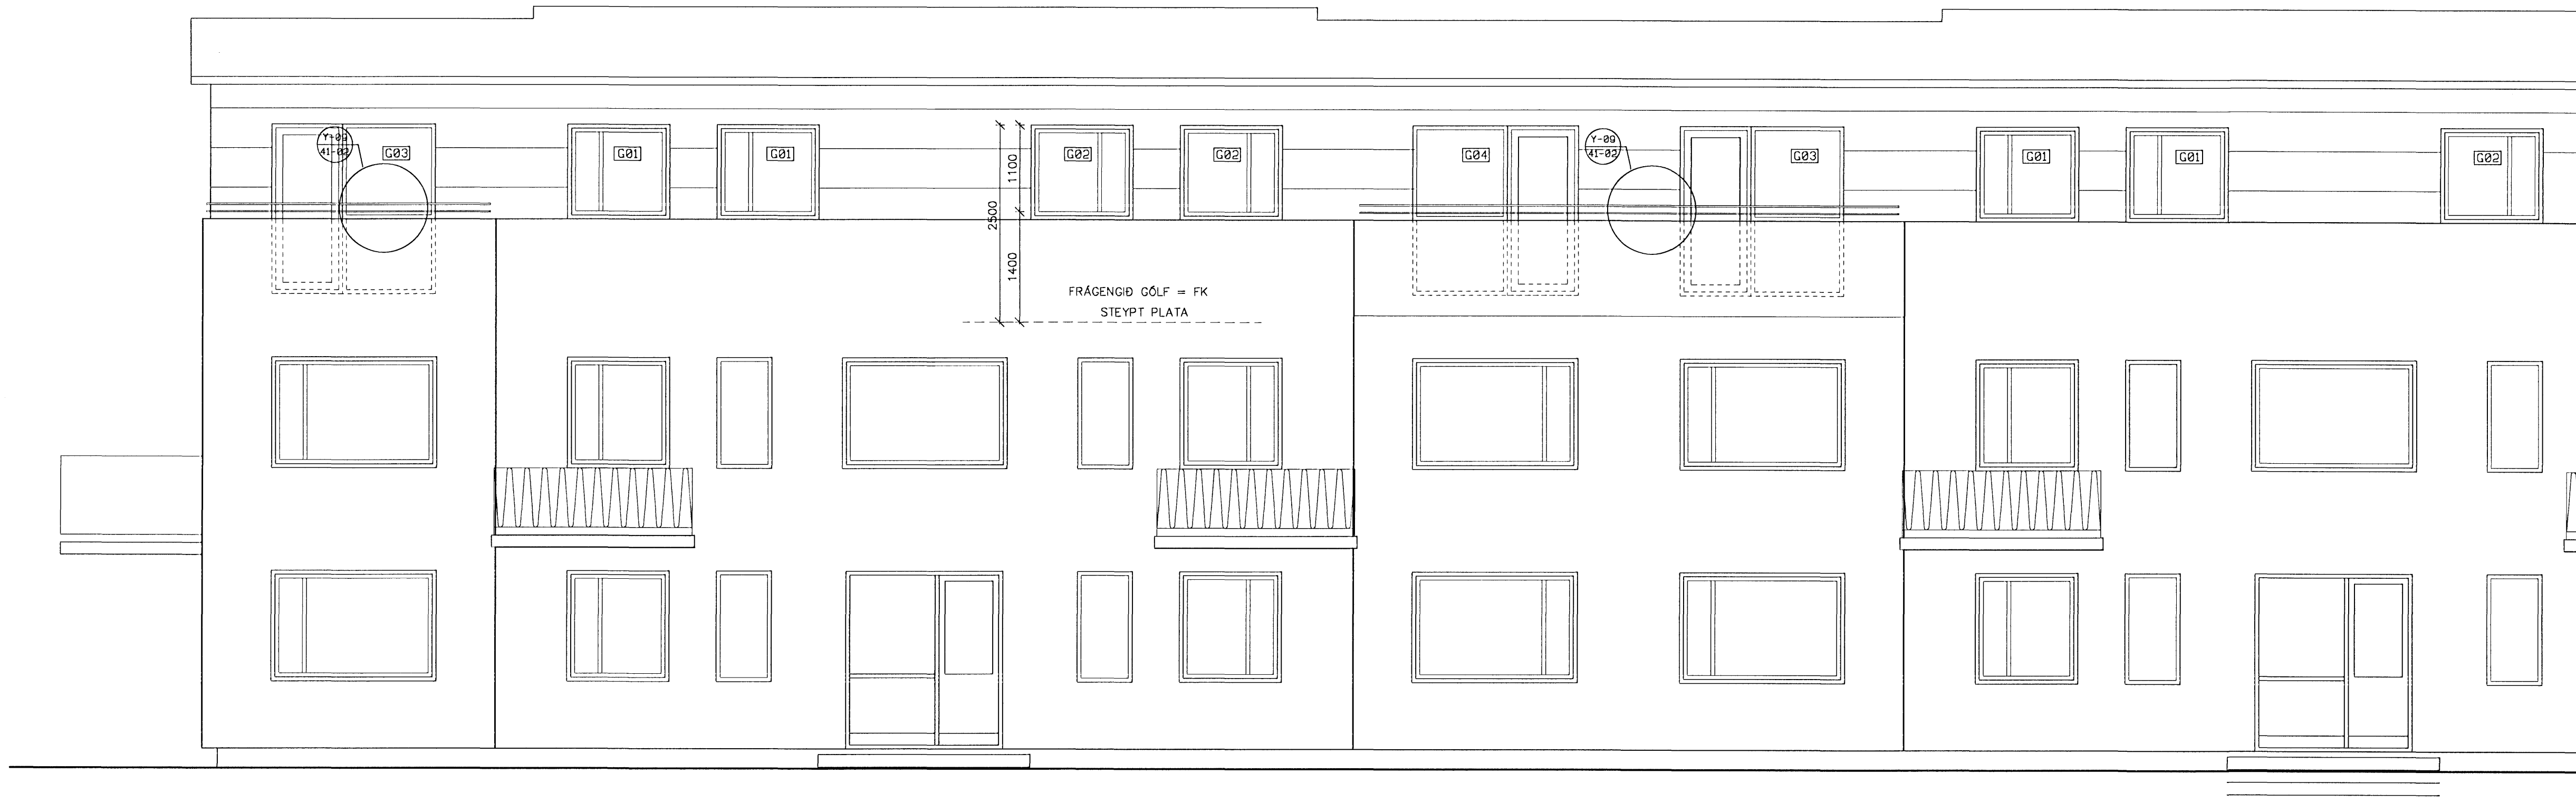 Y-09
41-02
G03
G01
G01
G02
G02
G04
Y-09
41-02
G03
G01
G01
G02
1100
2500
1400
FRÁGENGIÐ GÓLF = FK
STEYPT PLATA